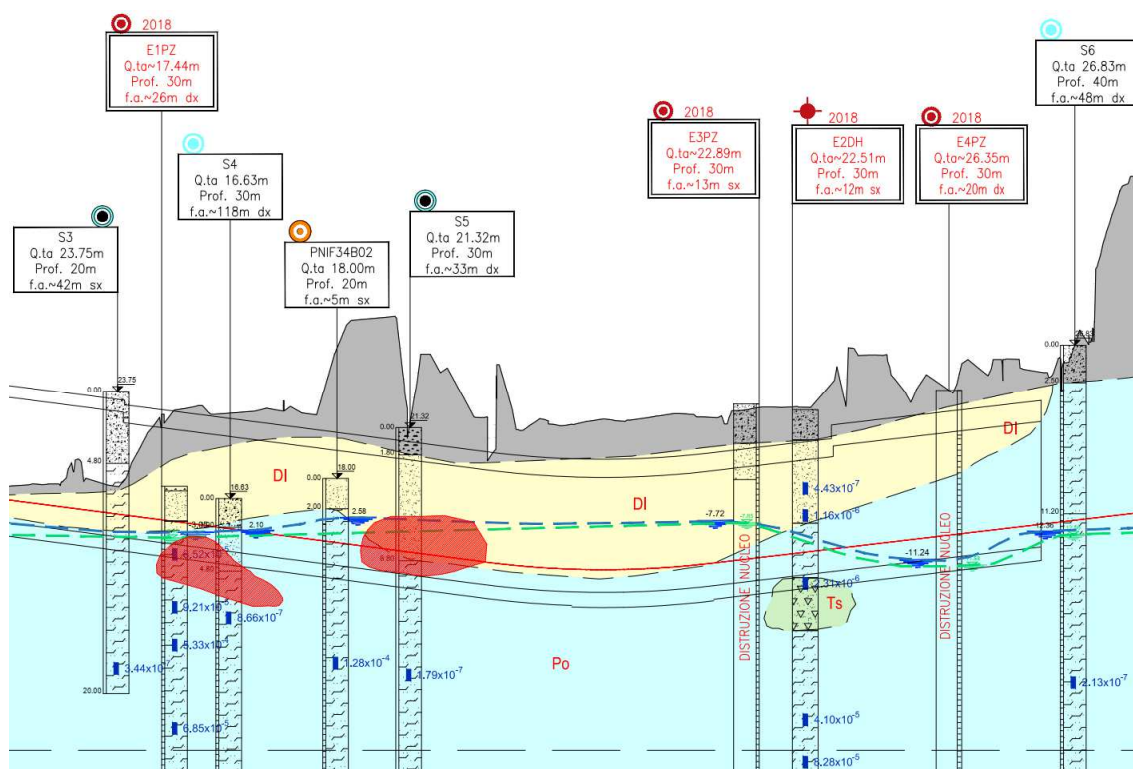 2018
E1PZ
Q.ta~17.44m
Prof. 30m
f.a.~26m dx
S6
Q.ta 26.83m
Prof. 40m
f.a.~48m dx
2018
E3PZ
Q.ta~22.89m
Prof. 30m
f.a.~13m sx
2018
E2DH
Q.ta~22.51m
Prof. 30m
f.a.~12m sx
2018
E4PZ
Q.ta~26.35m
Prof. 30m
f.a.~20m dx
S4
Q.ta 16.63m
Prof. 30m
f.a.~118m dx
S5
Q.ta 21.32m
Prof. 30m
f.a.~33m dx
S3
Q.ta 23.75m
Prof. 20m
f.a.~42m sx
PNIF34B02
Q.ta 18.00m
Prof. 20m
f.a.~5m sx
0.00
0.00
23.75
2.50
0.00
21.32
DI
1.80
4.80
DI
0.00
18.00
4.43x10⁻⁷
0.00
16.63
2.00
DI
1.16x10⁻⁶
2.10
2.58
-7.72
11.20
12.36
-11.24
6.80
4.80
Ts
8.66x10⁻⁷
DISTRUZIONE NUCLEO
DISTRUZIONE NUCLEO
Po
1.28x10⁻⁴
1.79x10⁻⁷
2.13x10⁻⁷
20.00
6.85x10⁻⁵
4.10x10⁻⁵